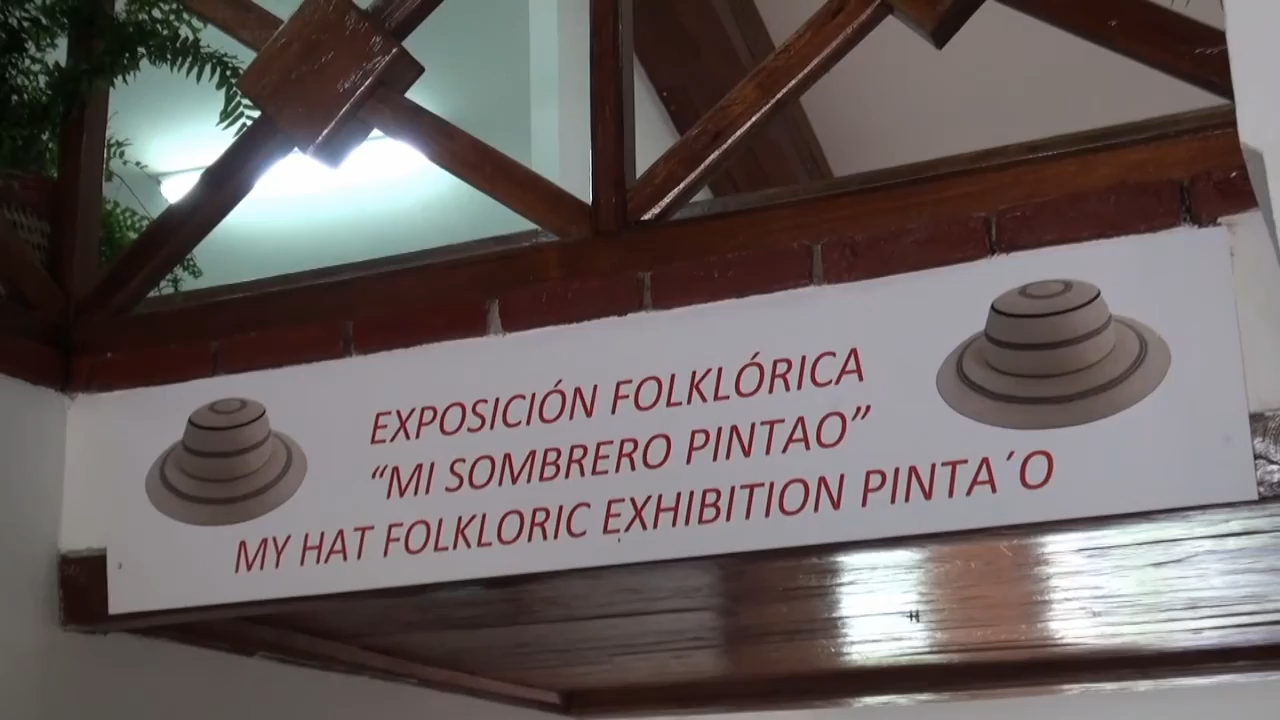 EXPOSICIÓN FOLKLÓRICA
“MI SOMBRERO PINTAO”
MY HAT FOLKLORIC EXHIBITION PINTA´O